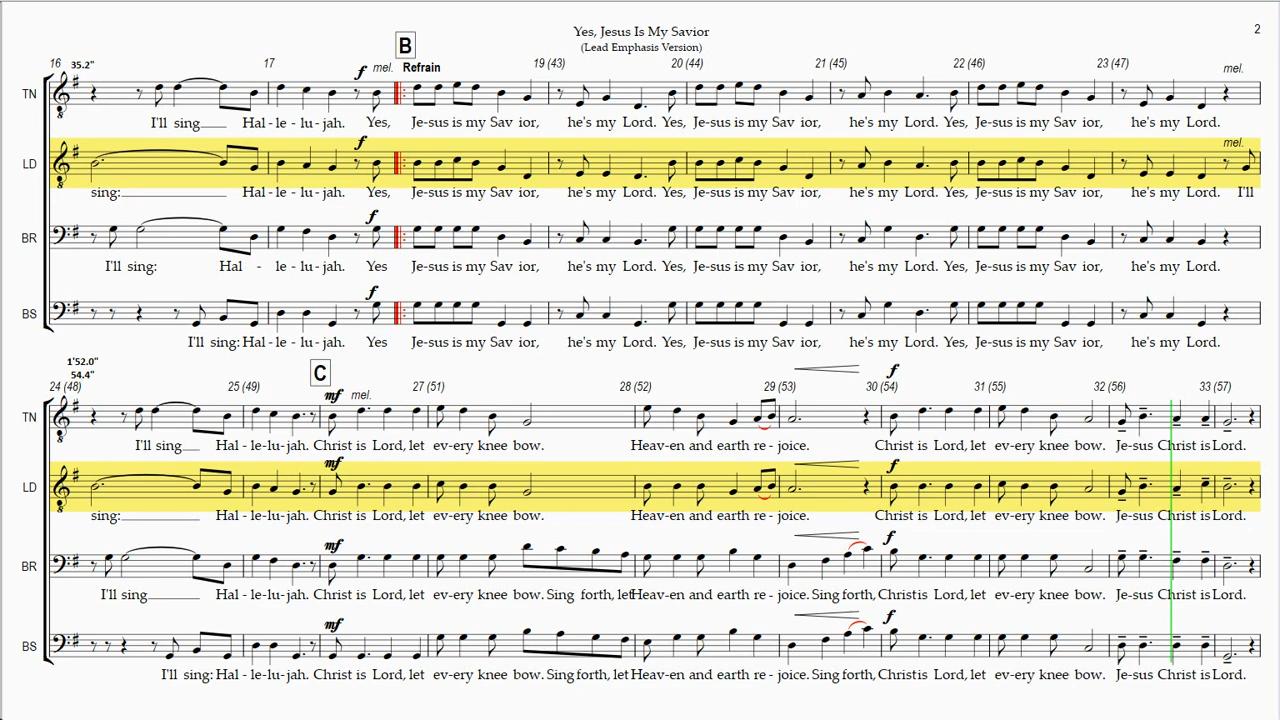 Yes, Jesus Is My Savior
2
(Lead Emphasis Version)
B
16 35.2" 17 f mel. Refrain 19 (43) 20 (44) 21 (45) 22 (46) 23 (47) mel.
TN
I'll sing____ Hal - le - lu - jah. Yes, Je-sus is my Sav ior, he's my Lord. Yes, Je-sus is my Sav ior, he's my Lord. Yes, Je-sus is my Sav ior, he's my Lord.
f mel.
LD
sing:____ Hal - le - lu - jah. Yes, Je-sus is my Sav ior, he's my Lord. Yes, Je-sus is my Sav ior, he's my Lord. Yes, Je-sus is my Sav ior, he's my Lord. I'll
f
BR
I'll sing: Hal - le - lu - jah. Yes Je-sus is my Sav ior, he's my Lord. Yes, Je-sus is my Sav ior, he's my Lord. Yes, Je-sus is my Sav ior, he's my Lord.
f
BS
I'll sing: Hal - le - lu - jah. Yes Je-sus is my Sav ior, he's my Lord. Yes, Je-sus is my Sav ior, he's my Lord. Yes, Je-sus is my Sav ior, he's my Lord.
1'52.0"
54.4" C f
24 (48) 25 (49) 27 (51) 28 (52) 29 (53) 30 (54) 31 (55) 32 (56) 33 (57)
mf mel.
TN
I'll sing____ Hal - le-lu-jah. Christ is Lord, let ev-ery knee bow. Heav-en and earth re - joice. Christ is Lord, let ev-ery knee bow. Je-sus Christ is Lord.
mf f
LD
sing:____ Hal - le-lu-jah. Christ is Lord, let ev-ery knee bow. Heav-en and earth re - joice. Christ is Lord, let ev-ery knee bow. Je-sus Christ is Lord.
mf f
BR
I'll sing____ Hal - le-lu-jah. Christ is Lord, let ev-ery knee bow. Sing forth, let Heav-en and earth re - joice. Sing forth, Christ is Lord, let ev-ery knee bow. Je-sus Christ is Lord.
mf f
BS
I'll sing: Hal - le-lu-jah. Christ is Lord, let ev-ery knee bow. Sing forth, let Heav-en and earth re - joice. Sing forth, Christ is Lord, let ev-ery knee bow. Je-sus Christ is Lord.